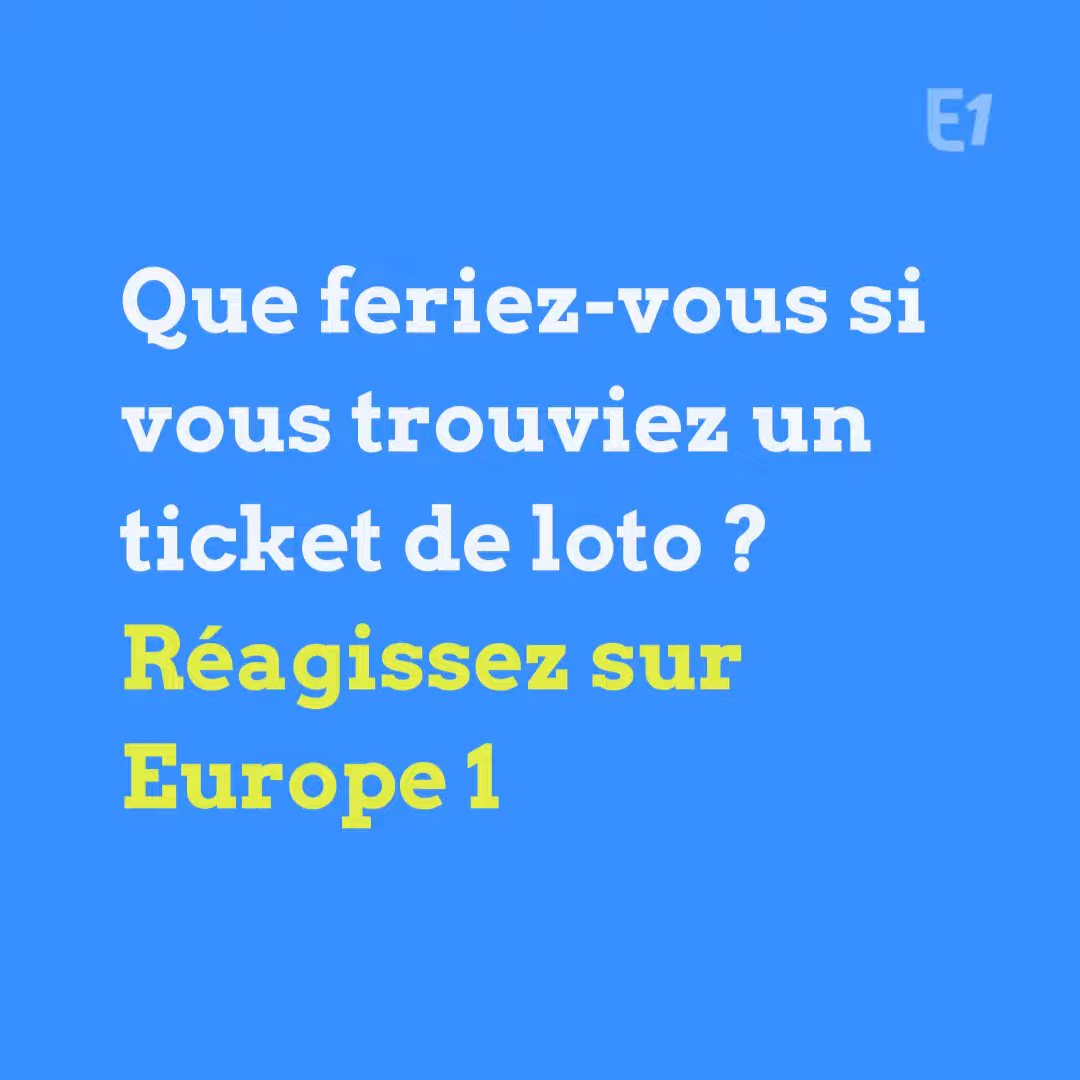 E1
Que feriez-vous si
vous trouviez un
ticket de loto ?
Réagissez sur
Europe 1